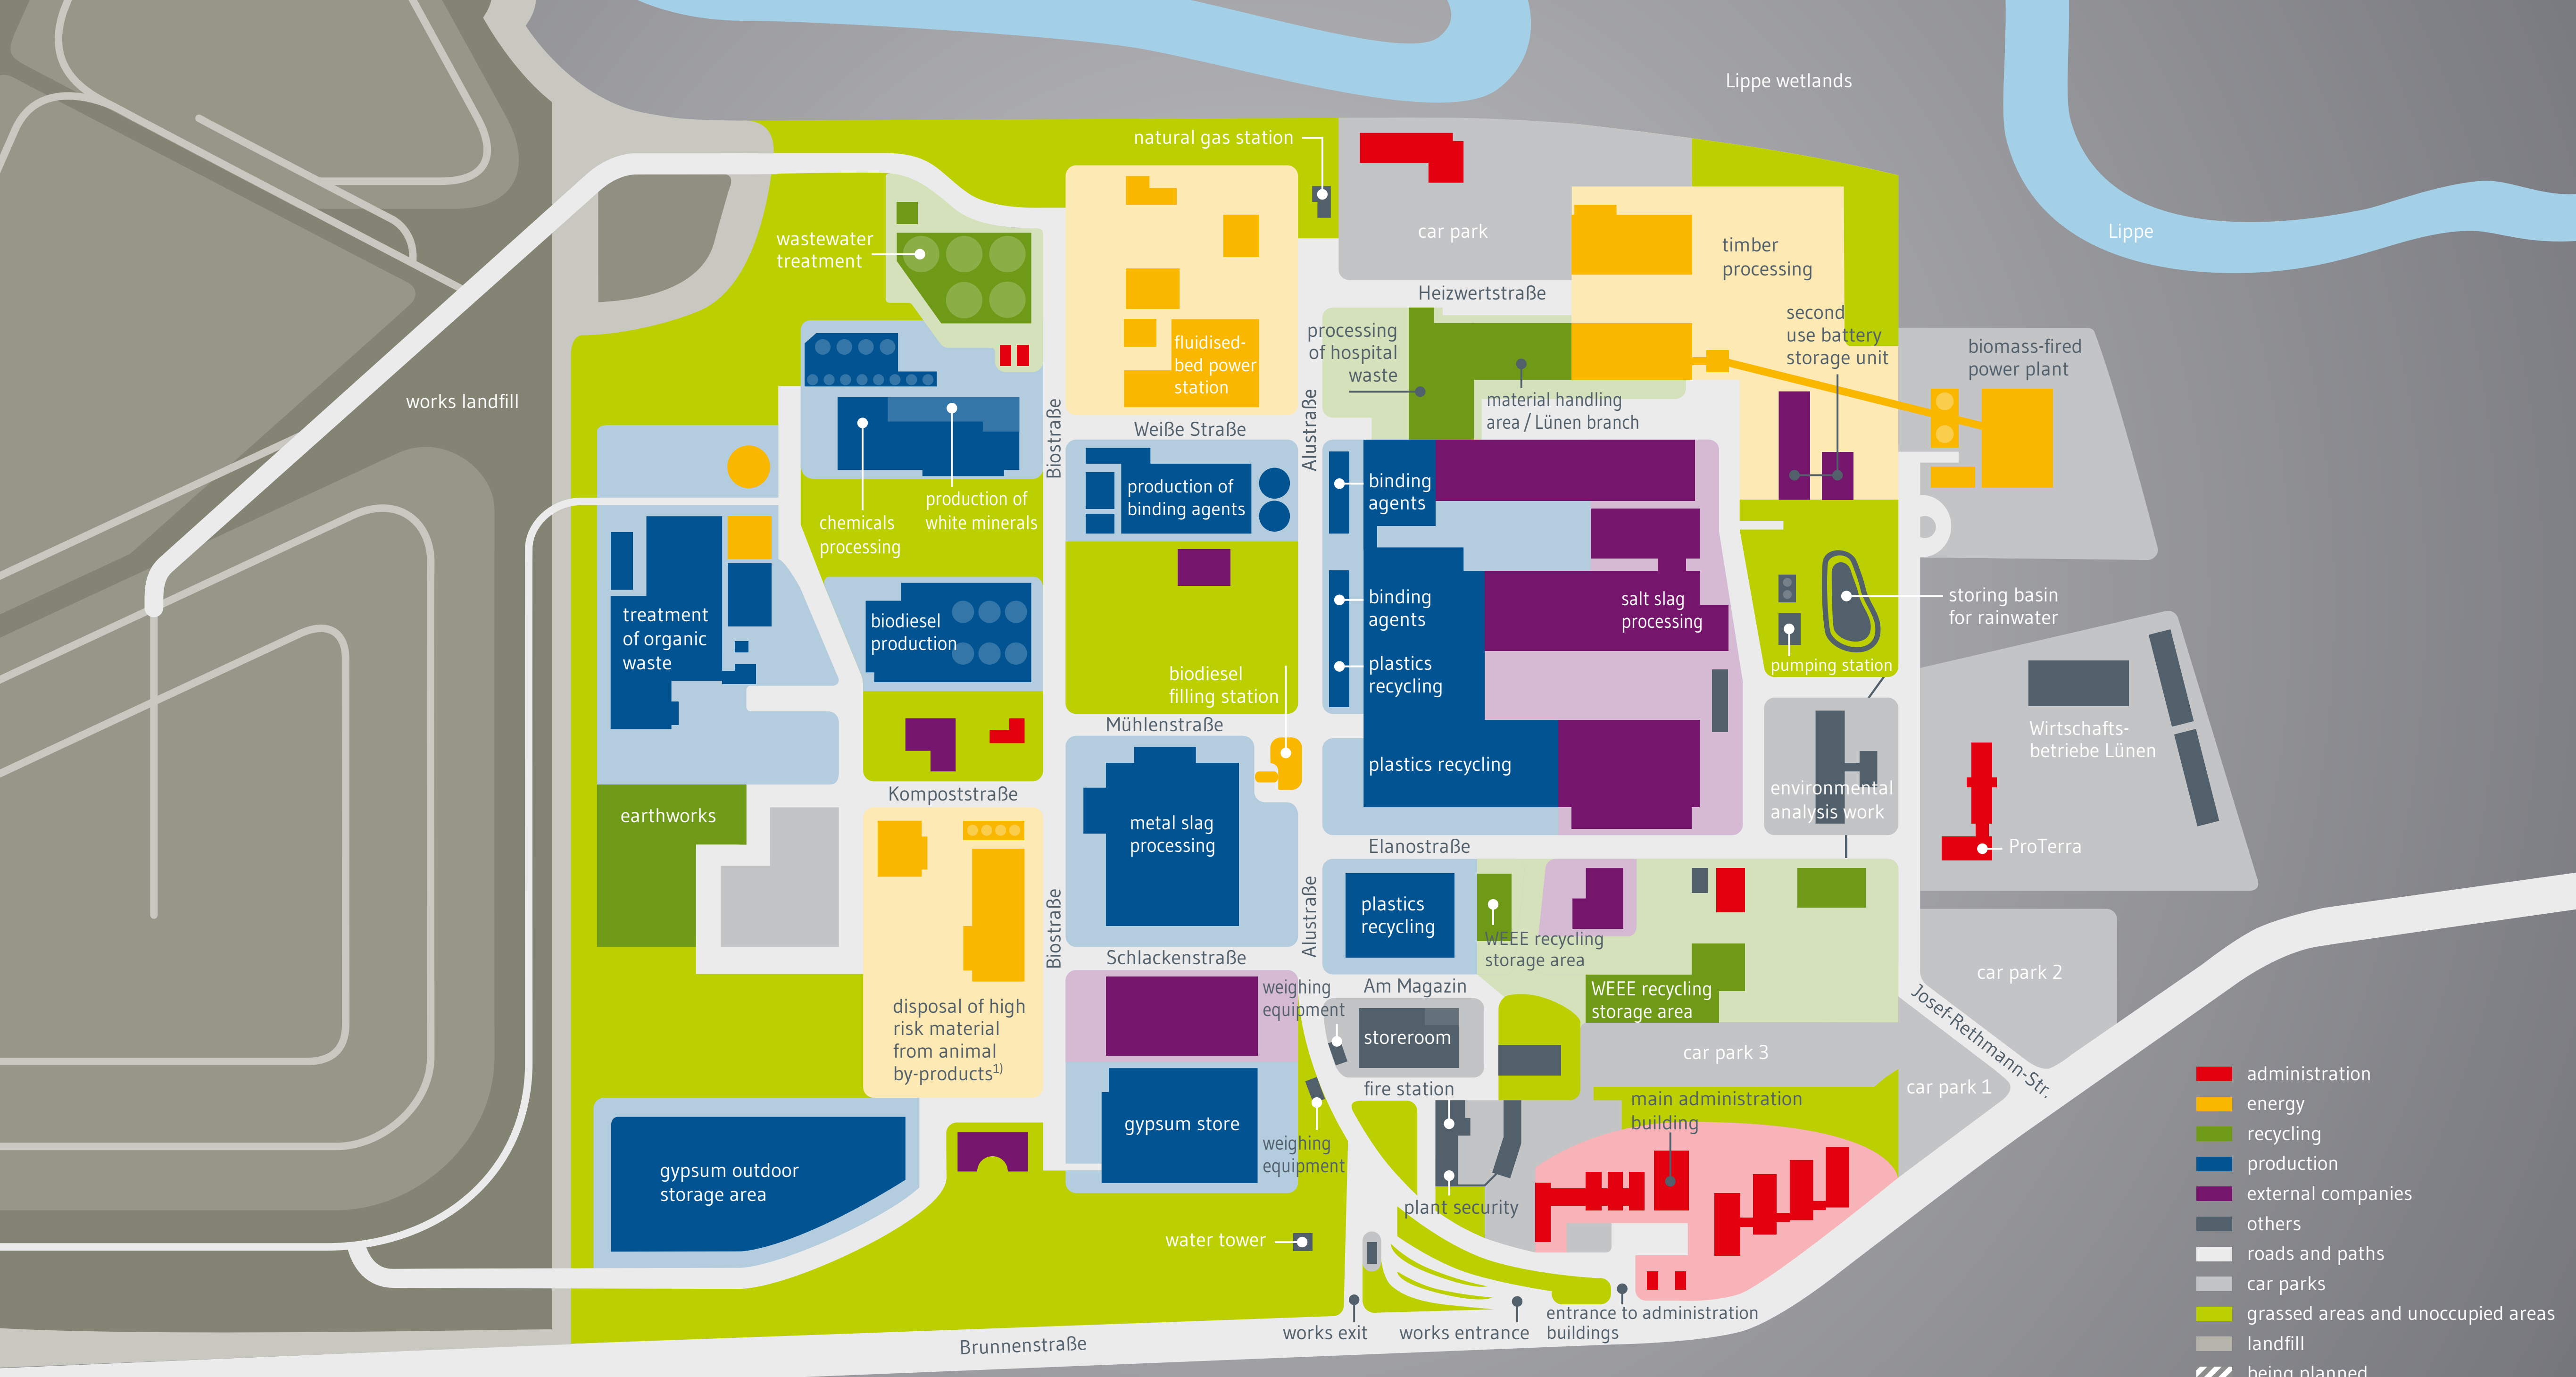 Lippe wetlands
natural gas station
car park
Lippe
wastewater
treatment
timber
processing
Heizwertstraße
second
use battery
storage unit
processing
of hospital
waste
fluidised-
bed power
station
biomass-fired
power plant
works landfill
material handling
area / Lünen branch
Weiße Straße
Biostraße
Alustraße
production of
binding agents
binding
agents
production of
white minerals
chemicals
processing
treatment
of organic
waste
biodiesel
production
binding
agents
salt slag
processing
storing basin
for rainwater
plastics
recycling
pumping station
biodiesel
filling station
Mühlenstraße
Wirtschafts-
betriebe Lünen
plastics recycling
environmental
analysis work
Kompoststraße
earthworks
metal slag
processing
Elanostraße
ProTerra
Biostraße
Alustraße
plastics
recycling
WEEE recycling
storage area
Schlackenstraße
car park 2
weighing
equipment
Am Magazin
WEEE recycling
storage area
disposal of high
risk material
from animal
by-products1)
storeroom
car park 3
Josef-Rethmann-Str.
car park 1
fire station
main administration
building
gypsum store
weighing
equipment
gypsum outdoor
storage area
plant security
water tower
entrance to administration
buildings
works exit
works entrance
Brunnenstraße
administration
energy
recycling
production
external companies
others
roads and paths
car parks
grassed areas and unoccupied areas
landfill
being planned